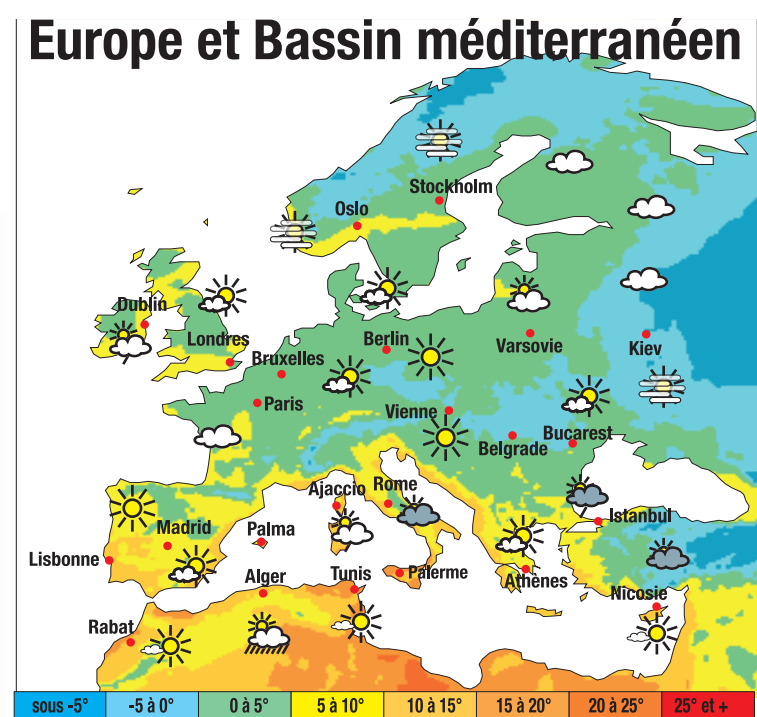 Europe et Bassin méditerranéen
Stockholm
Oslo
Dublin
Londres
Berlin
Varsovie
Kiev
Bruxelles
Paris
Vienne
Belgrade
Bucarest
Ajaccio
Rome
Madrid
Palma
Istanbul
Lisbonne
Alger
Tunis
Palerme
Athènes
Nicosie
Rabat
sous -5° -5 à 0° 0 à 5° 5 à 10° 10 à 15° 15 à 20° 20 à 25° 25° et +